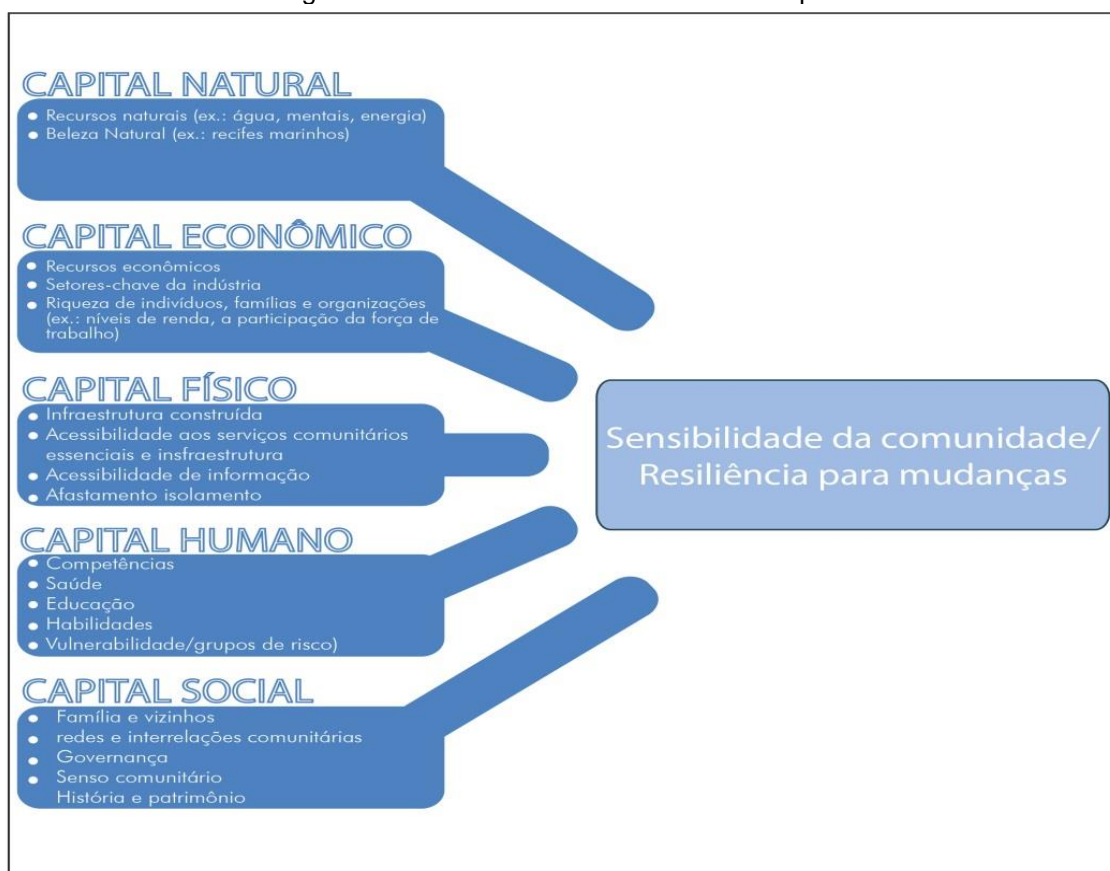 CAPITAL NATURAL
• Recursos naturais (ex.: água, mentais, energia)
• Beleza Natural (ex.: recifes marinhos)
CAPITAL ECONÔMICO
• Recursos econômicos
• Setores-chave da indústria
• Riqueza de indivíduos, famílias e organizações
(ex.: níveis de renda, a participação da força de
trabalho)
CAPITAL FÍSICO
• Infraestrutura construída
• Acessibilidade aos serviços comunitários
essenciais e insfraestrutura
• Acessibilidade de informação
• Afastamento isolamento
CAPITAL HUMANO
• Competências
• Saúde
• Educação
• Habilidades
• Vulnerabilidade/grupos de risco)
CAPITAL SOCIAL
• Família e vizinhos
• redes e interrelações comunitárias
• Governança
• Senso comunitário
História e patrimônio
Sensibilidade da comunidade/
Resiliência para mudanças